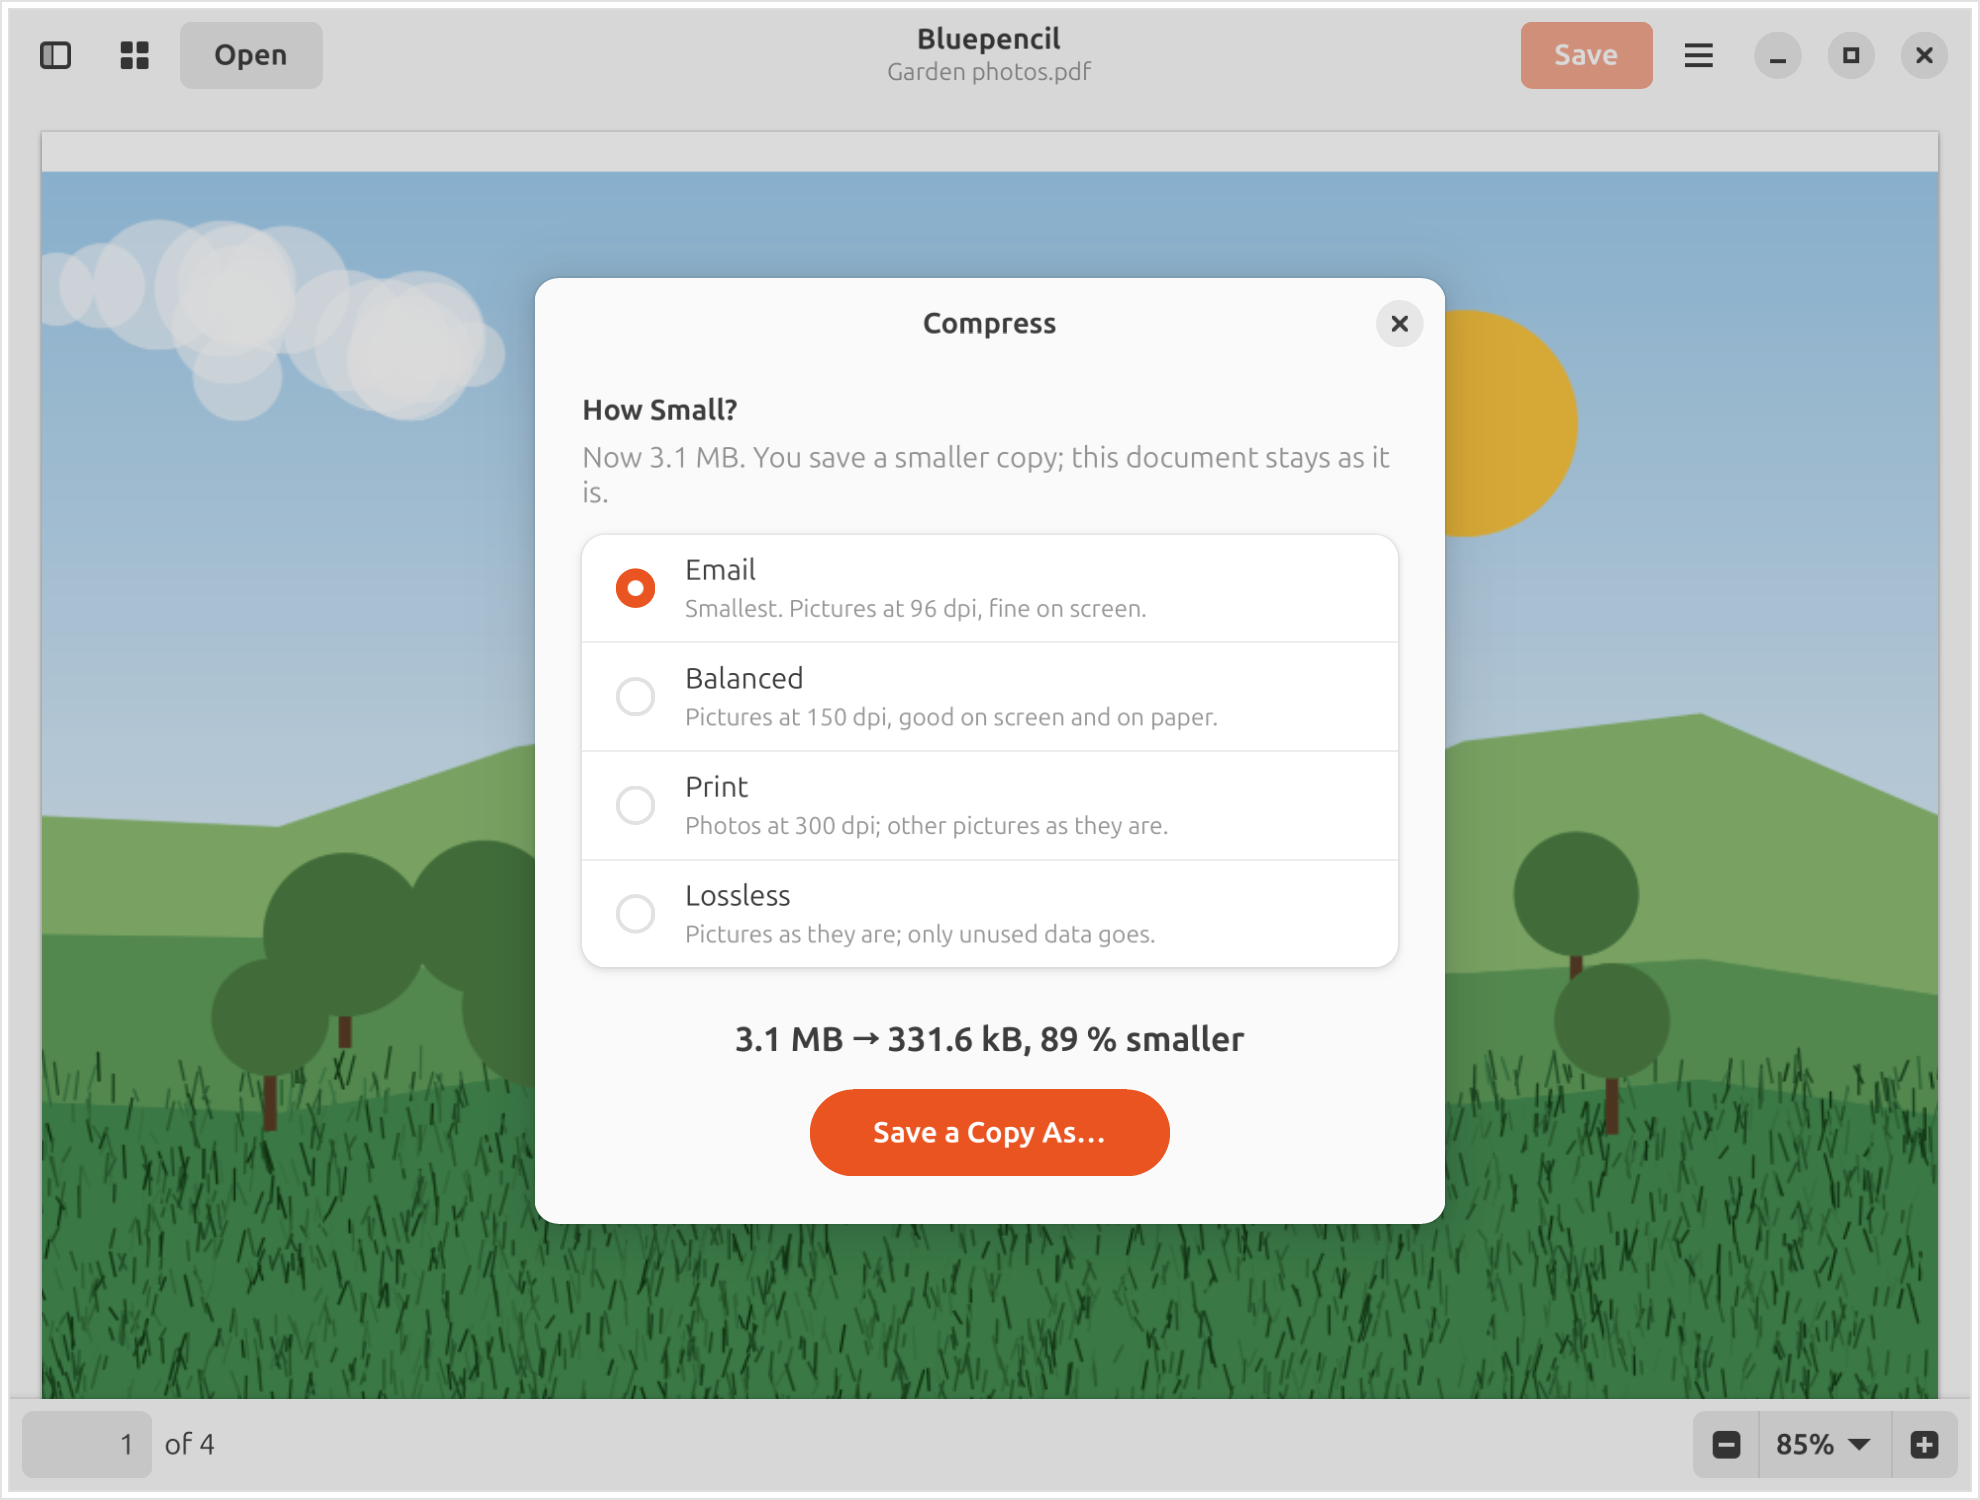 Open
Bluepencil
Garden photos.pdf
Save
Compress
How Small?
Now 3.1 MB. You save a smaller copy; this document stays as it
is.
Email
Smallest. Pictures at 96 dpi, fine on screen.
Balanced
Pictures at 150 dpi, good on screen and on paper.
Print
Photos at 300 dpi; other pictures as they are.
Lossless
Pictures as they are; only unused data goes.
3.1 MB → 331.6 kB, 89 % smaller
Save a Copy As…
1 of 4
85%